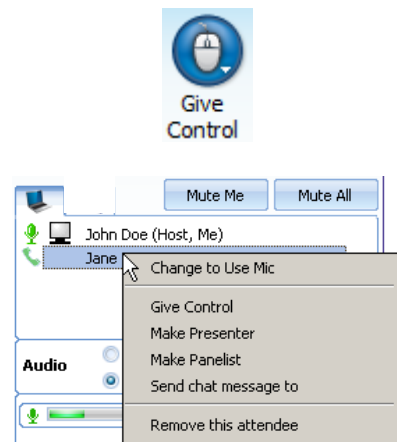 Give
Control
Mute Me Mute All
John Doe (Host, Me)
Jane
Change to Use Mic
Give Control
Make Presenter
Make Panelist
Send chat message to
Remove this attendee
Audio